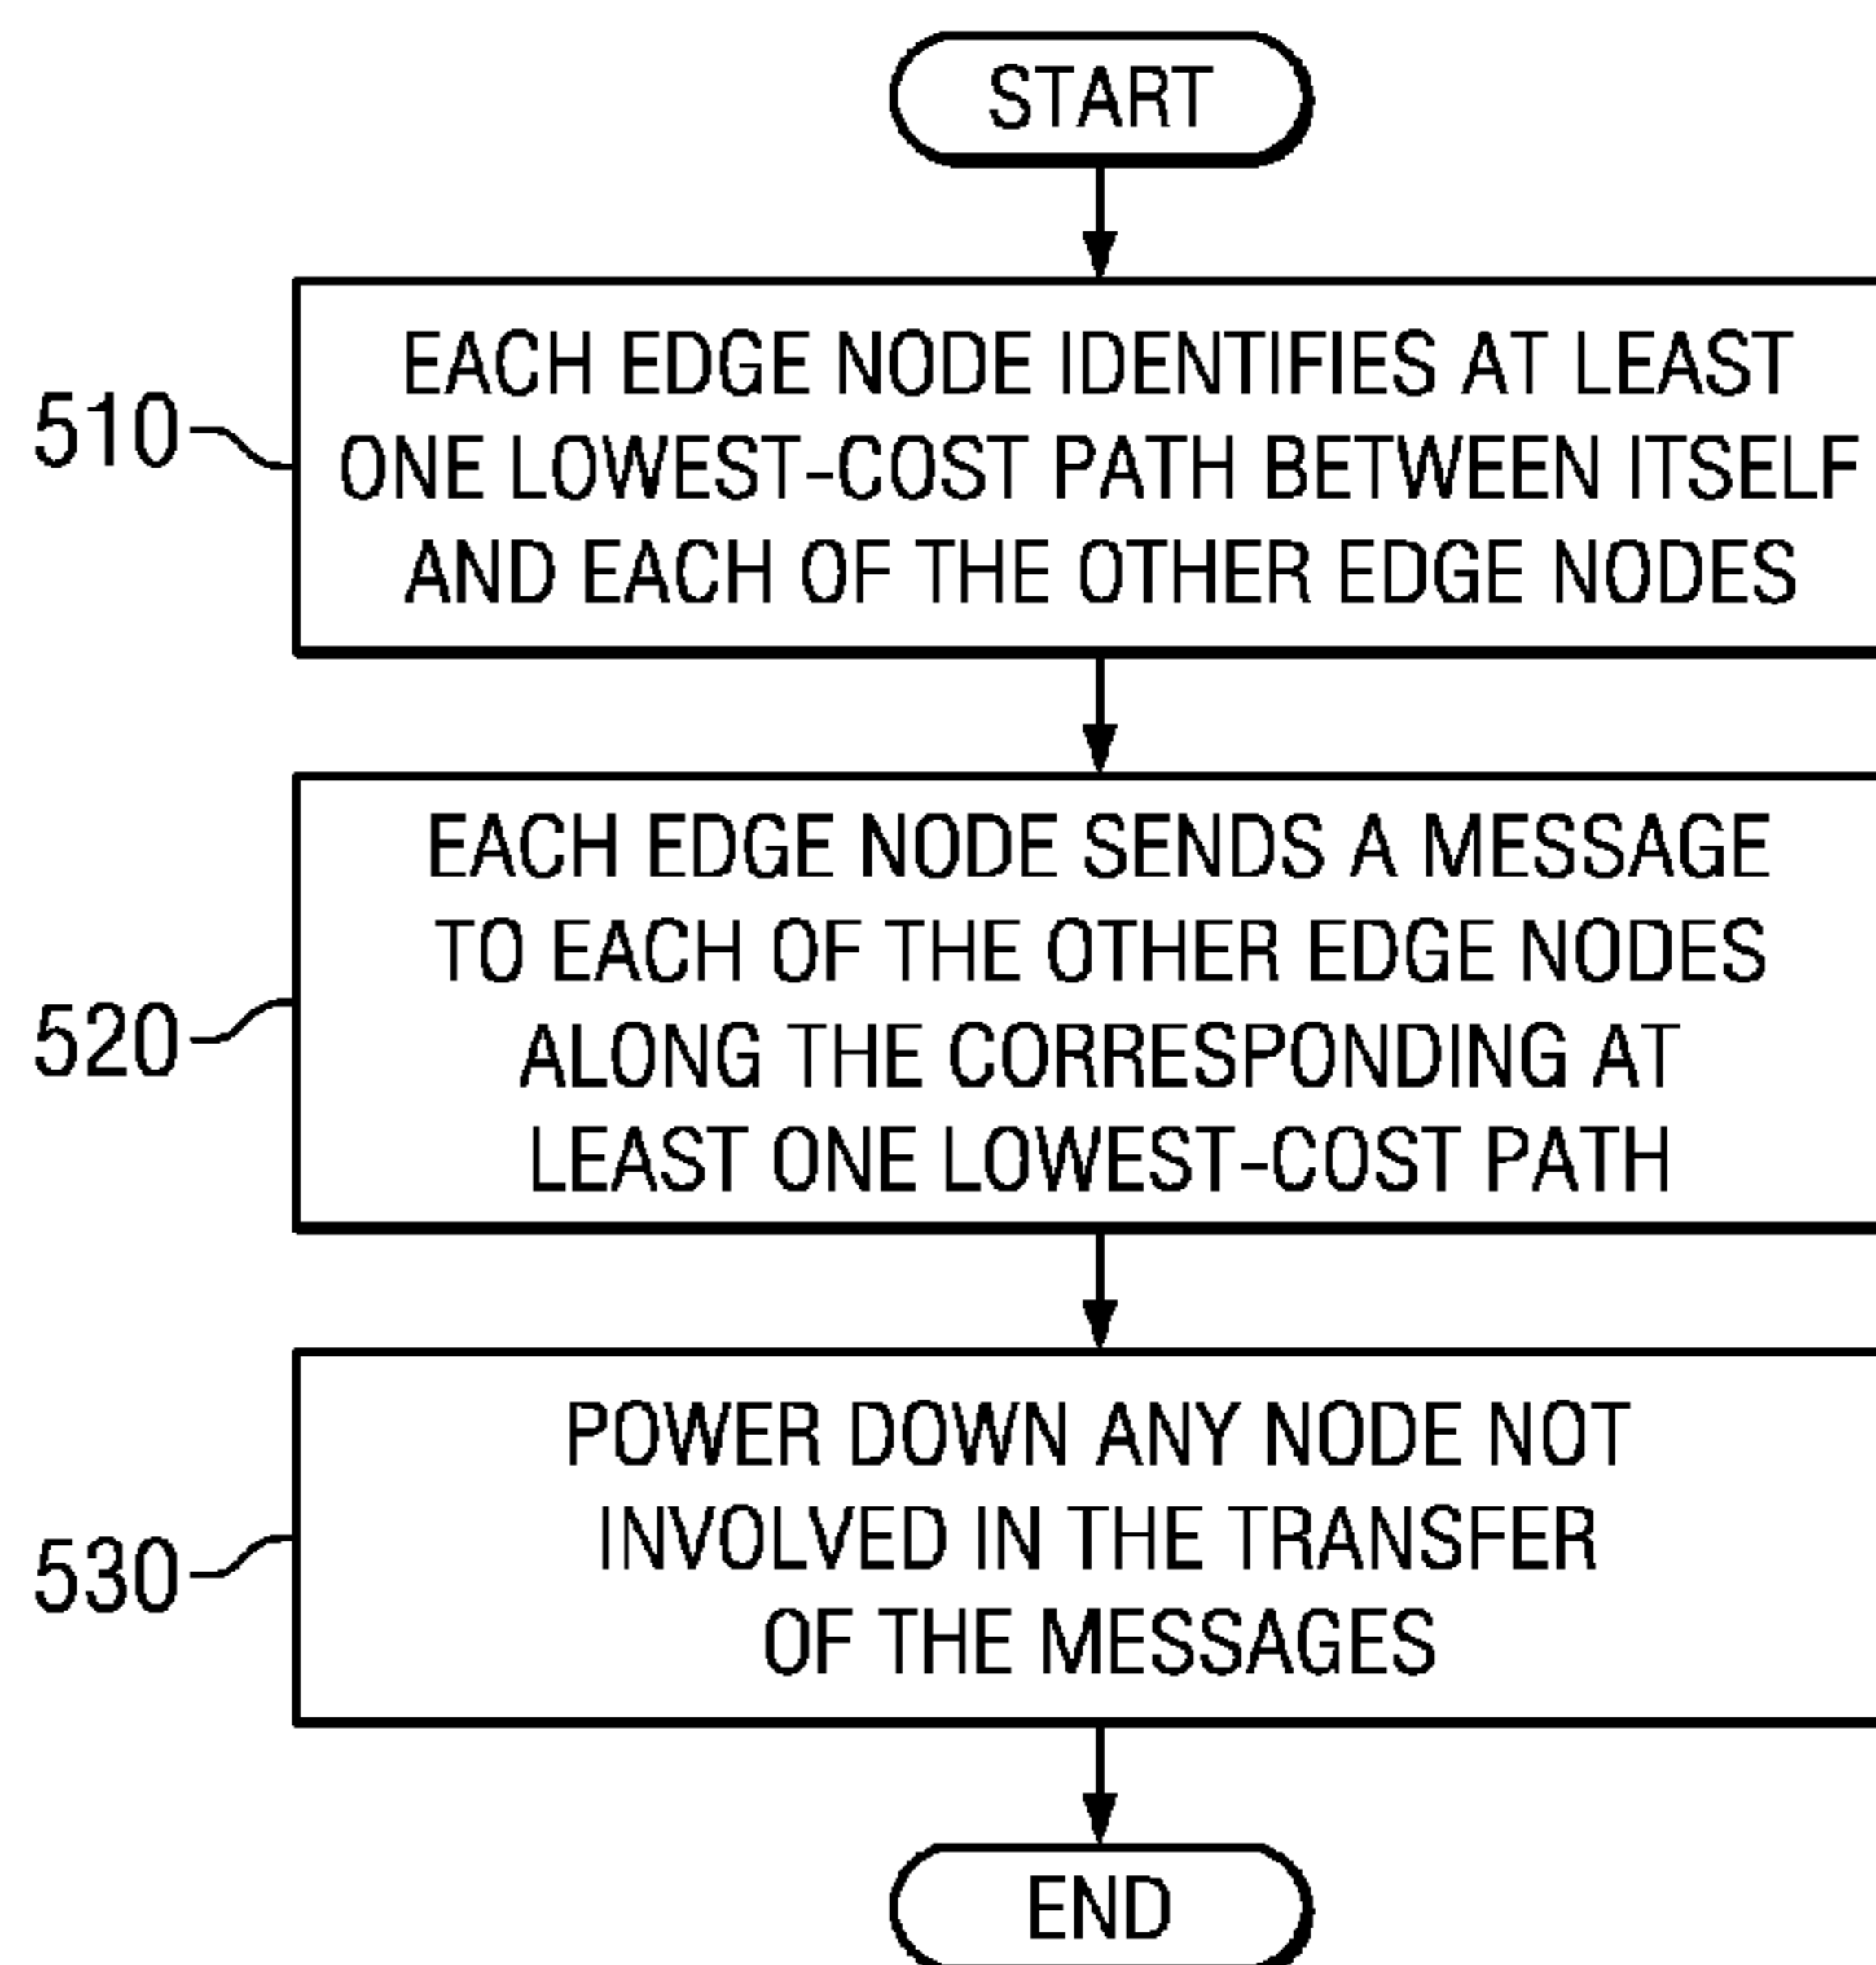 START
510
EACH EDGE NODE IDENTIFIES AT LEAST
ONE LOWEST-COST PATH BETWEEN ITSELF
AND EACH OF THE OTHER EDGE NODES
520
EACH EDGE NODE SENDS A MESSAGE
TO EACH OF THE OTHER EDGE NODES
ALONG THE CORRESPONDING AT
LEAST ONE LOWEST-COST PATH
530
POWER DOWN ANY NODE NOT
INVOLVED IN THE TRANSFER
OF THE MESSAGES
END